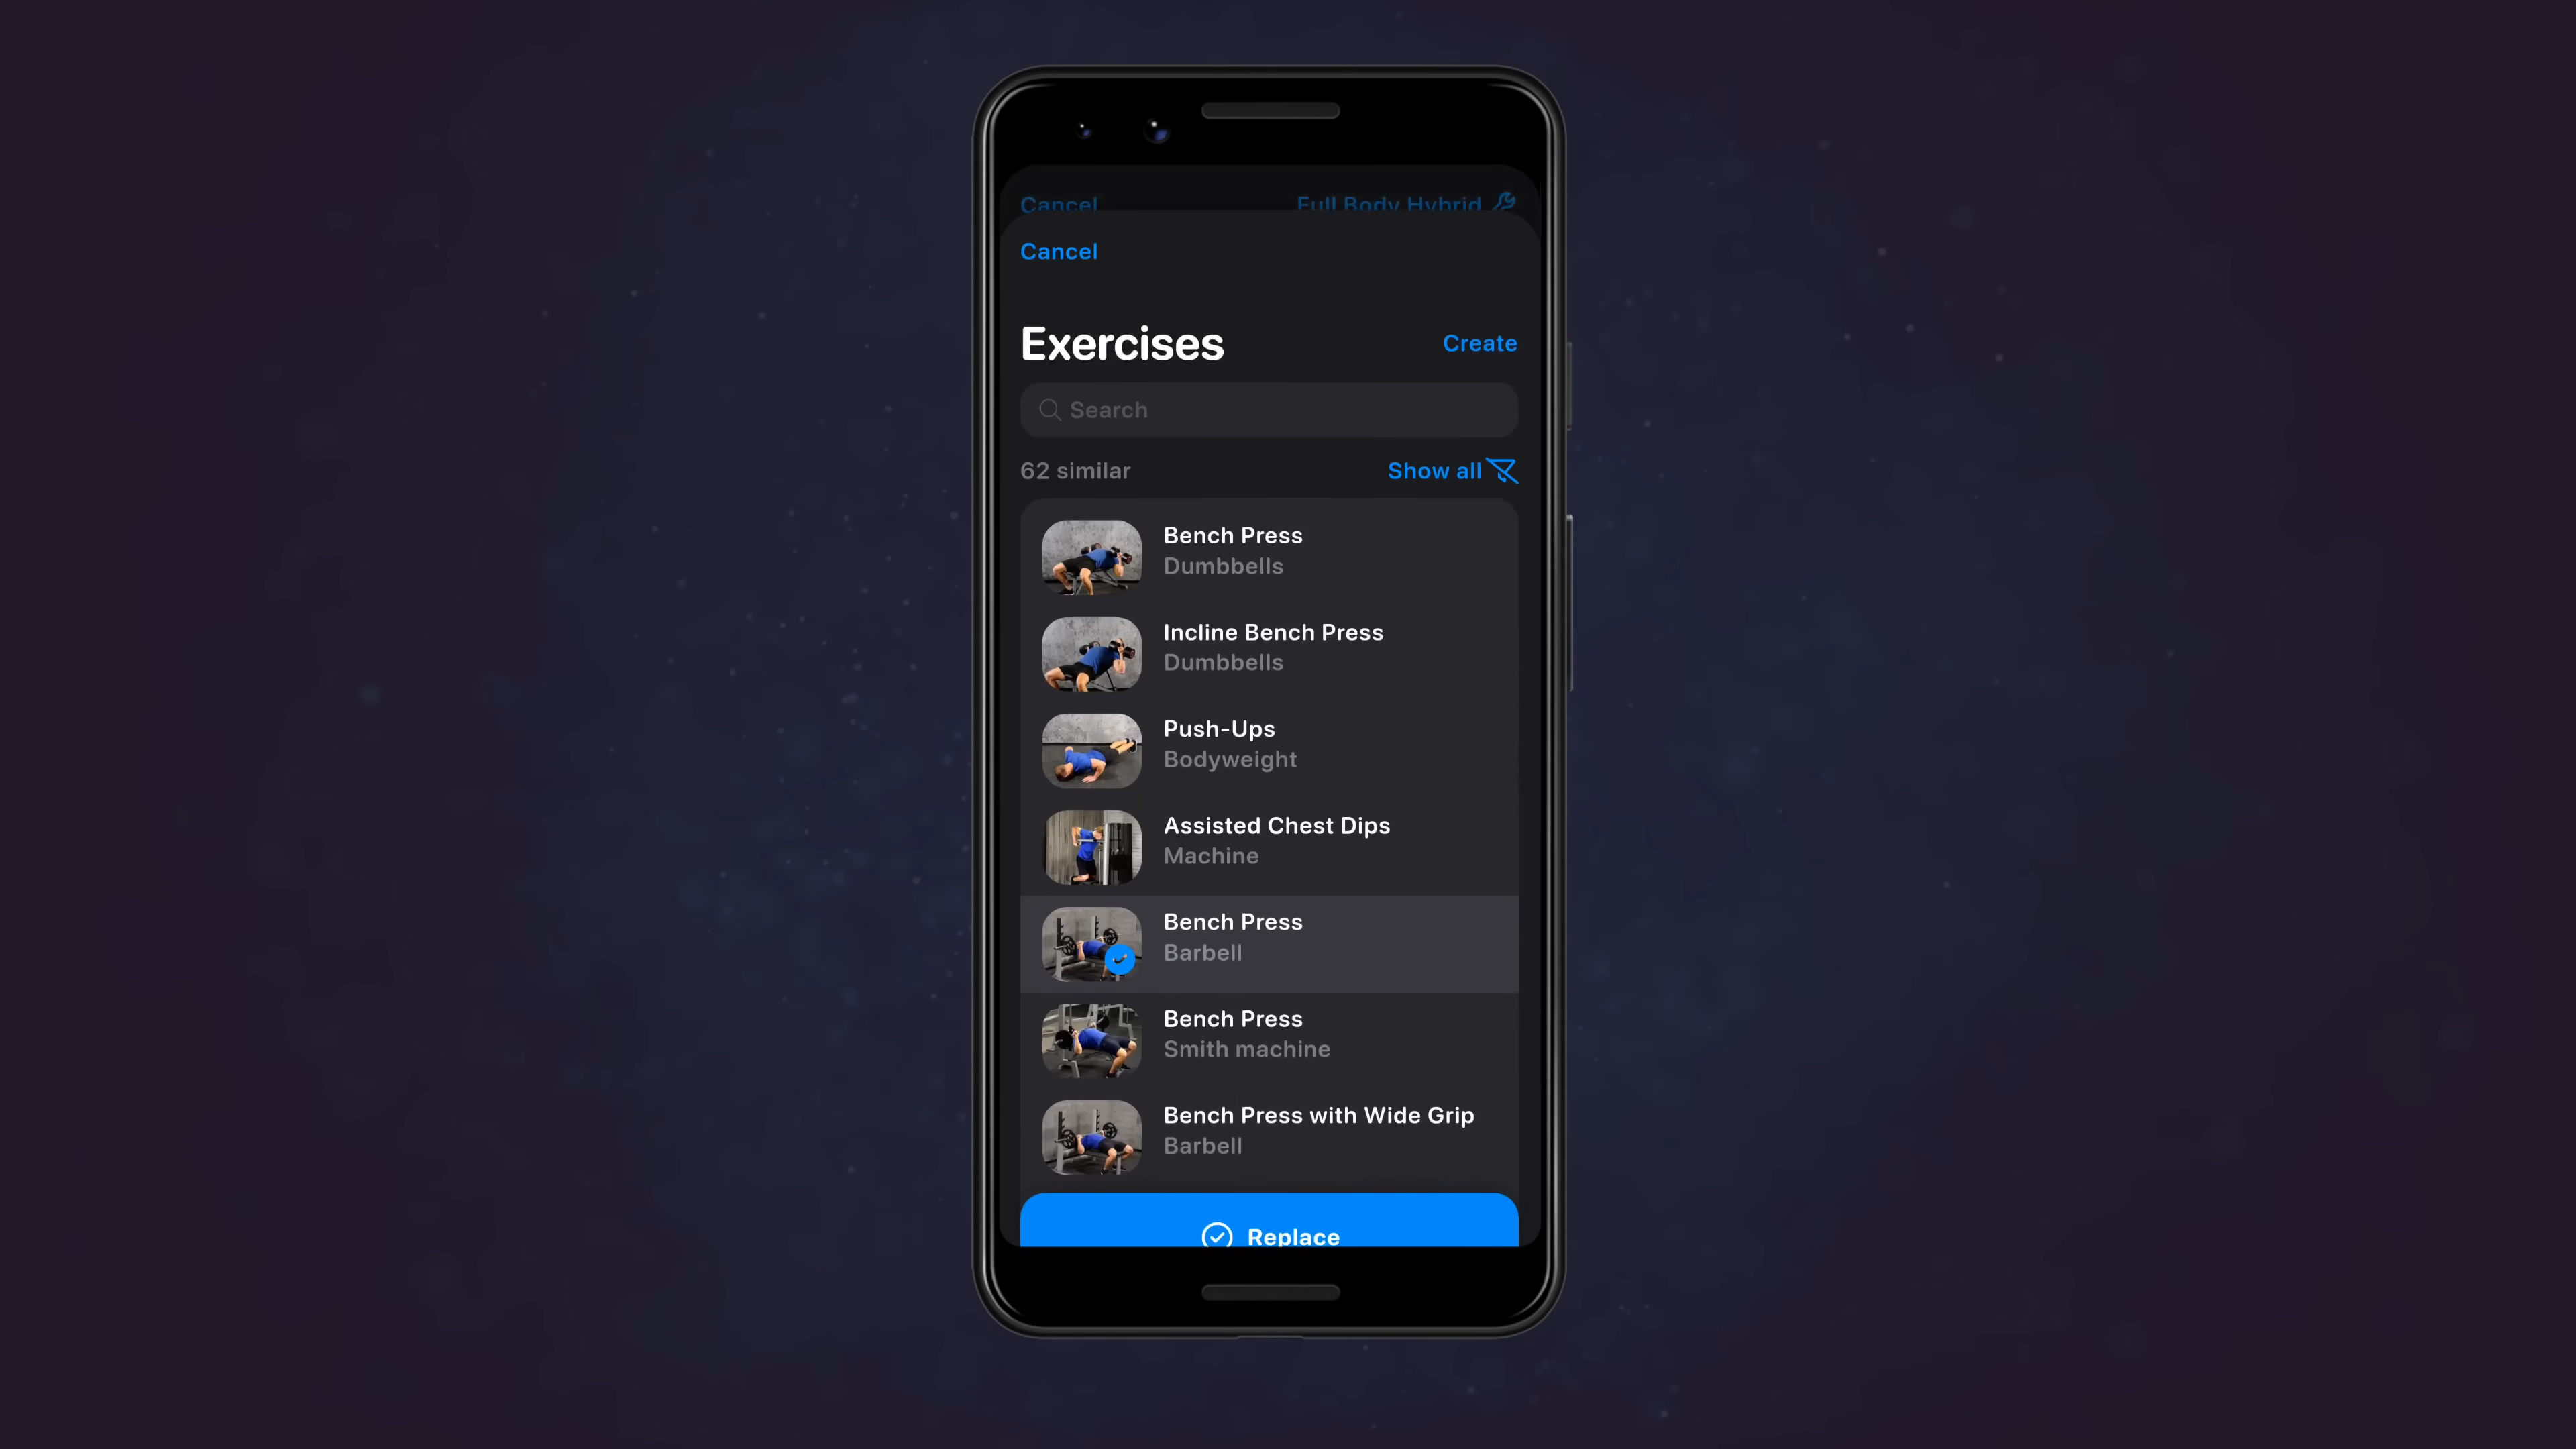 Cancel Full Body Hybrid
Cancel
Exercises Create
Search
62 similar Show all
Bench Press
Dumbbells
Incline Bench Press
Dumbbells
Push-Ups
Bodyweight
Assisted Chest Dips
Machine
Bench Press
Barbell
Bench Press
Smith machine
Bench Press with Wide Grip
Barbell
Replace